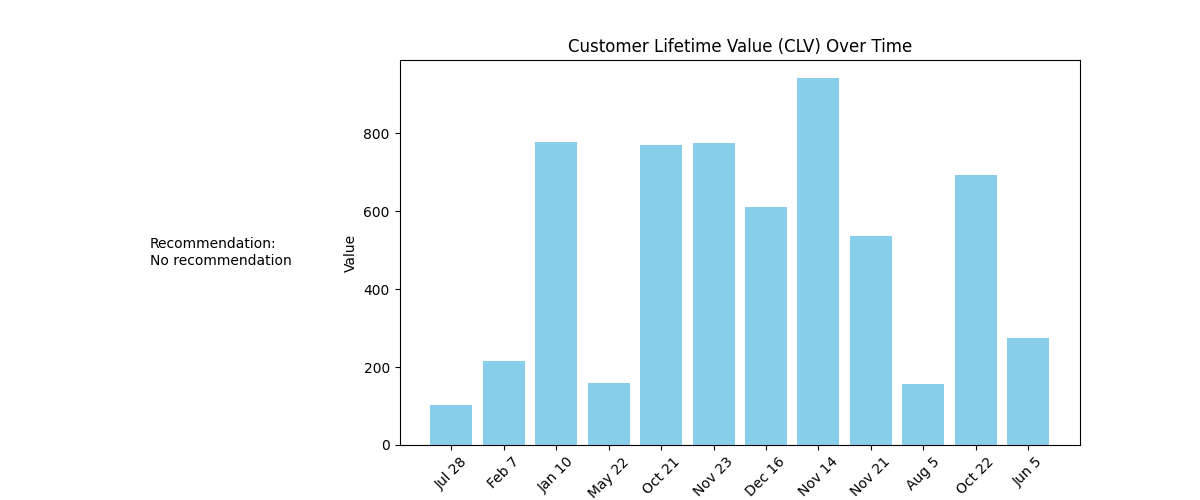 Customer Lifetime Value (CLV) Over Time
Recommendation:
No recommendation
Value
800
600
400
200
0
Jul 28
Feb 7
Jan 10
May 22
Oct 21
Nov 23
Dec 16
Nov 14
Nov 21
Aug 5
Oct 22
Jun 5